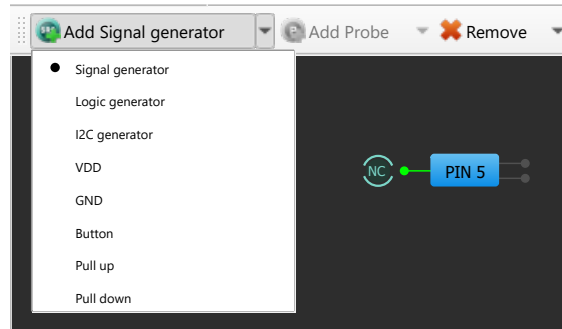 Add Signal generator
Add Probe
Remove
Signal generator
Logic generator
I2C generator
VDD
GND
Button
Pull up
Pull down
NC
PIN 5